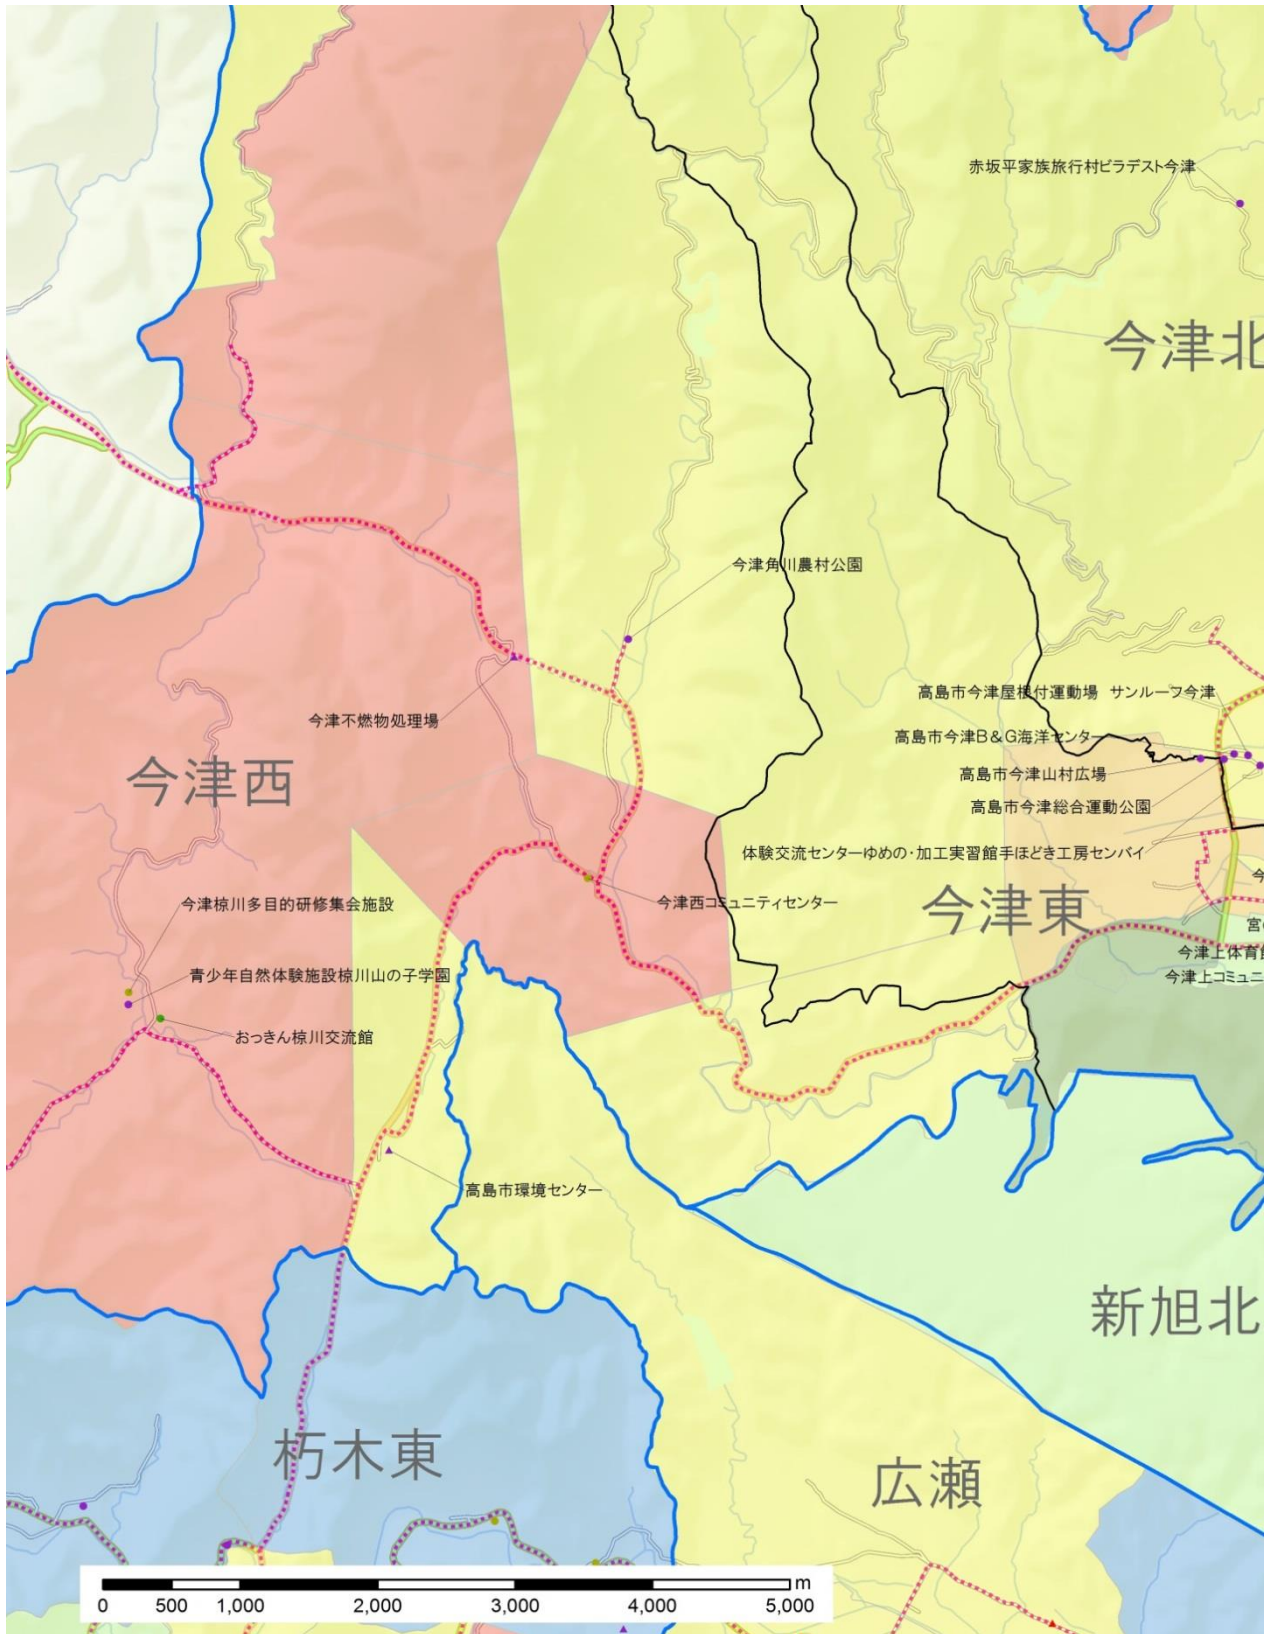 赤坂平家族旅行村ビラデスト今津
今津北
今津角川農村公園
高島市今津屋根付運動場 サンルーフ今津
今津不燃物処理場
高島市今津B&G海洋センター
今津西
高島市今津山村広場
高島市今津総合運動公園
体験交流センターゆめの・加工実習館手ほどき工房センバイ
今
今津椋川多目的研修集会施設
今津西コミュニティセンター
今津東
宮の
今津上体育館
青少年自然体験施設椋川山の子学園
今津上コミュニ
おっきん椋川交流館
高島市環境センター
新旭北
朽木東
広瀬
m
0 500 1,000 2,000 3,000 4,000 5,000